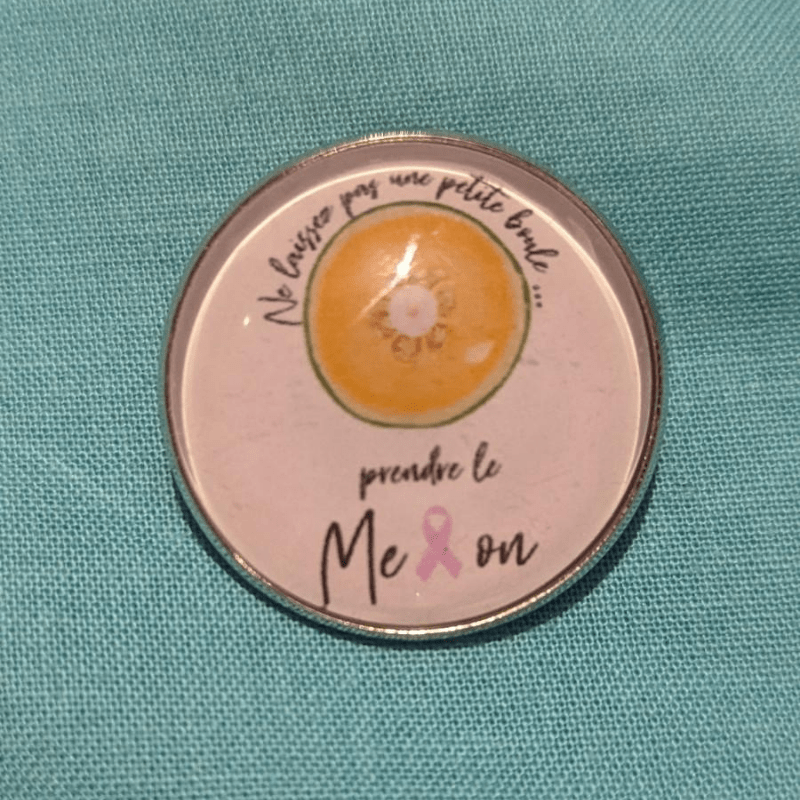 Ne laissez pas une petite boule ...
prendre le
Me on